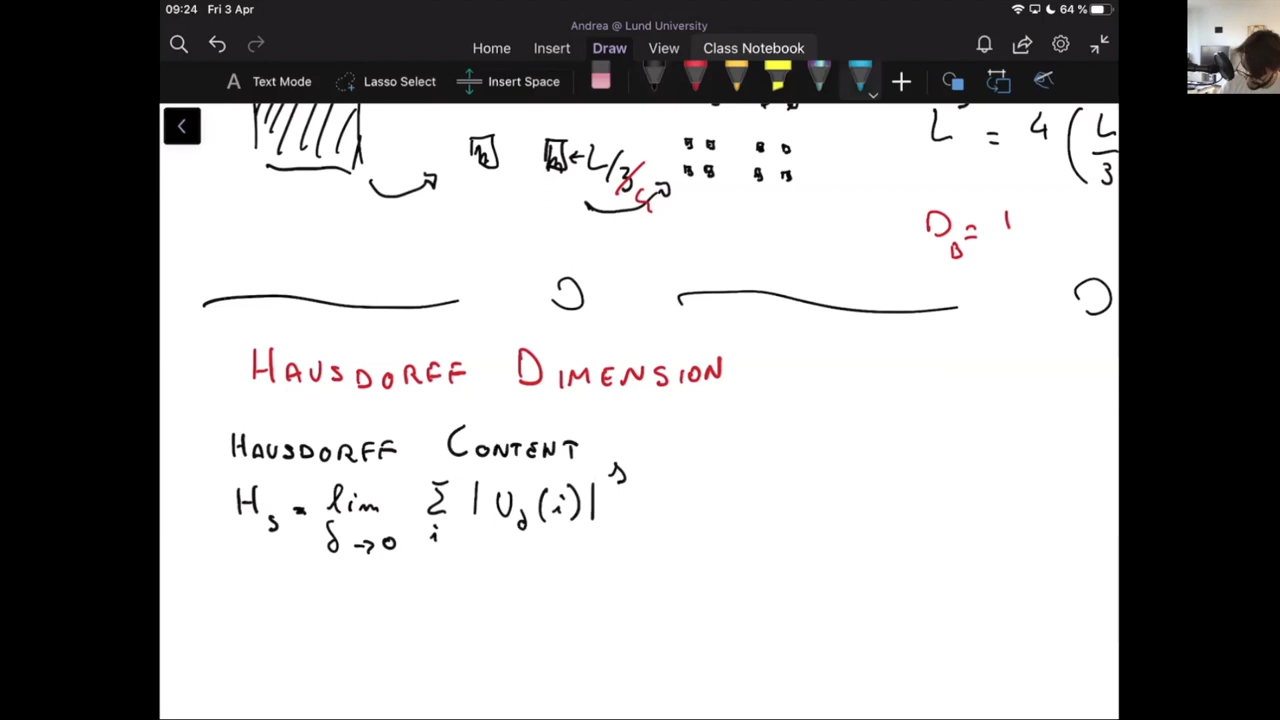 09:24 Fri 3 Apr
64 %
Andrea @ Lund University
Home Insert Draw View Class Notebook
Text Mode Lasso Select Insert Space
L = 4 ( L/3
← L/3
4
D_B = 1
HAUSDORFF DIMENSION
HAUSDORFF CONTENT
H_s = lim_{δ→0} Σ_i | U_δ(i) |^s